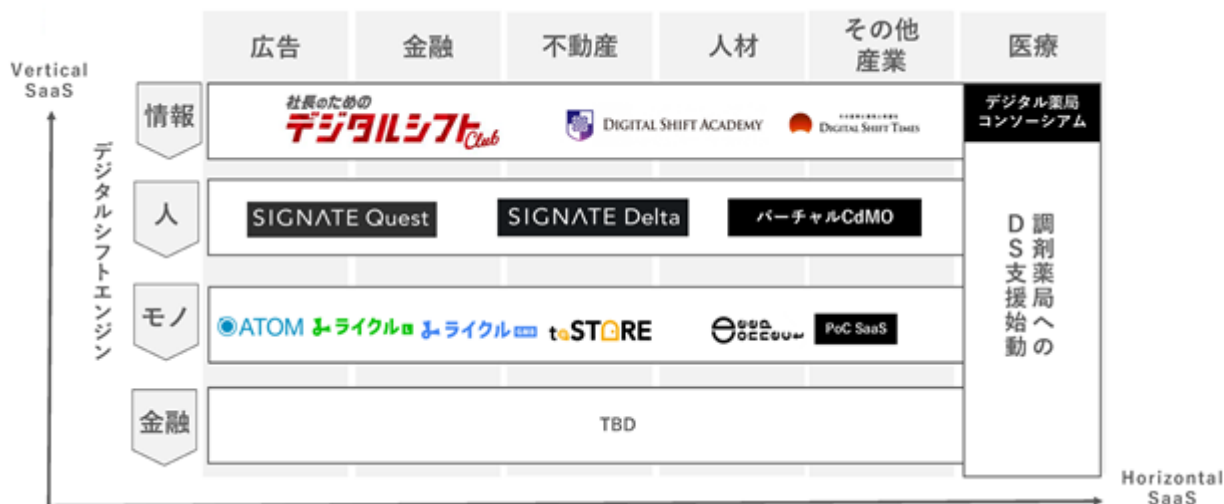 広告
金融
不動産
人材
その他
産業
医療
Vertical
SaaS
デジタルシフトエンジン
情報
社長のための
デジタルシフトClub
DIGITAL SHIFT ACADEMY
DIGITAL SHIFT TIMES
デジタル薬局
コンソーシアム
人
SIGNATE Quest
SIGNATE Delta
バーチャルCdMO
調剤薬局への
DS支援始動
モノ
ATOM
ライクル
ライクル
toSTORE
PoC SaaS
金融
TBD
Horizontal
SaaS